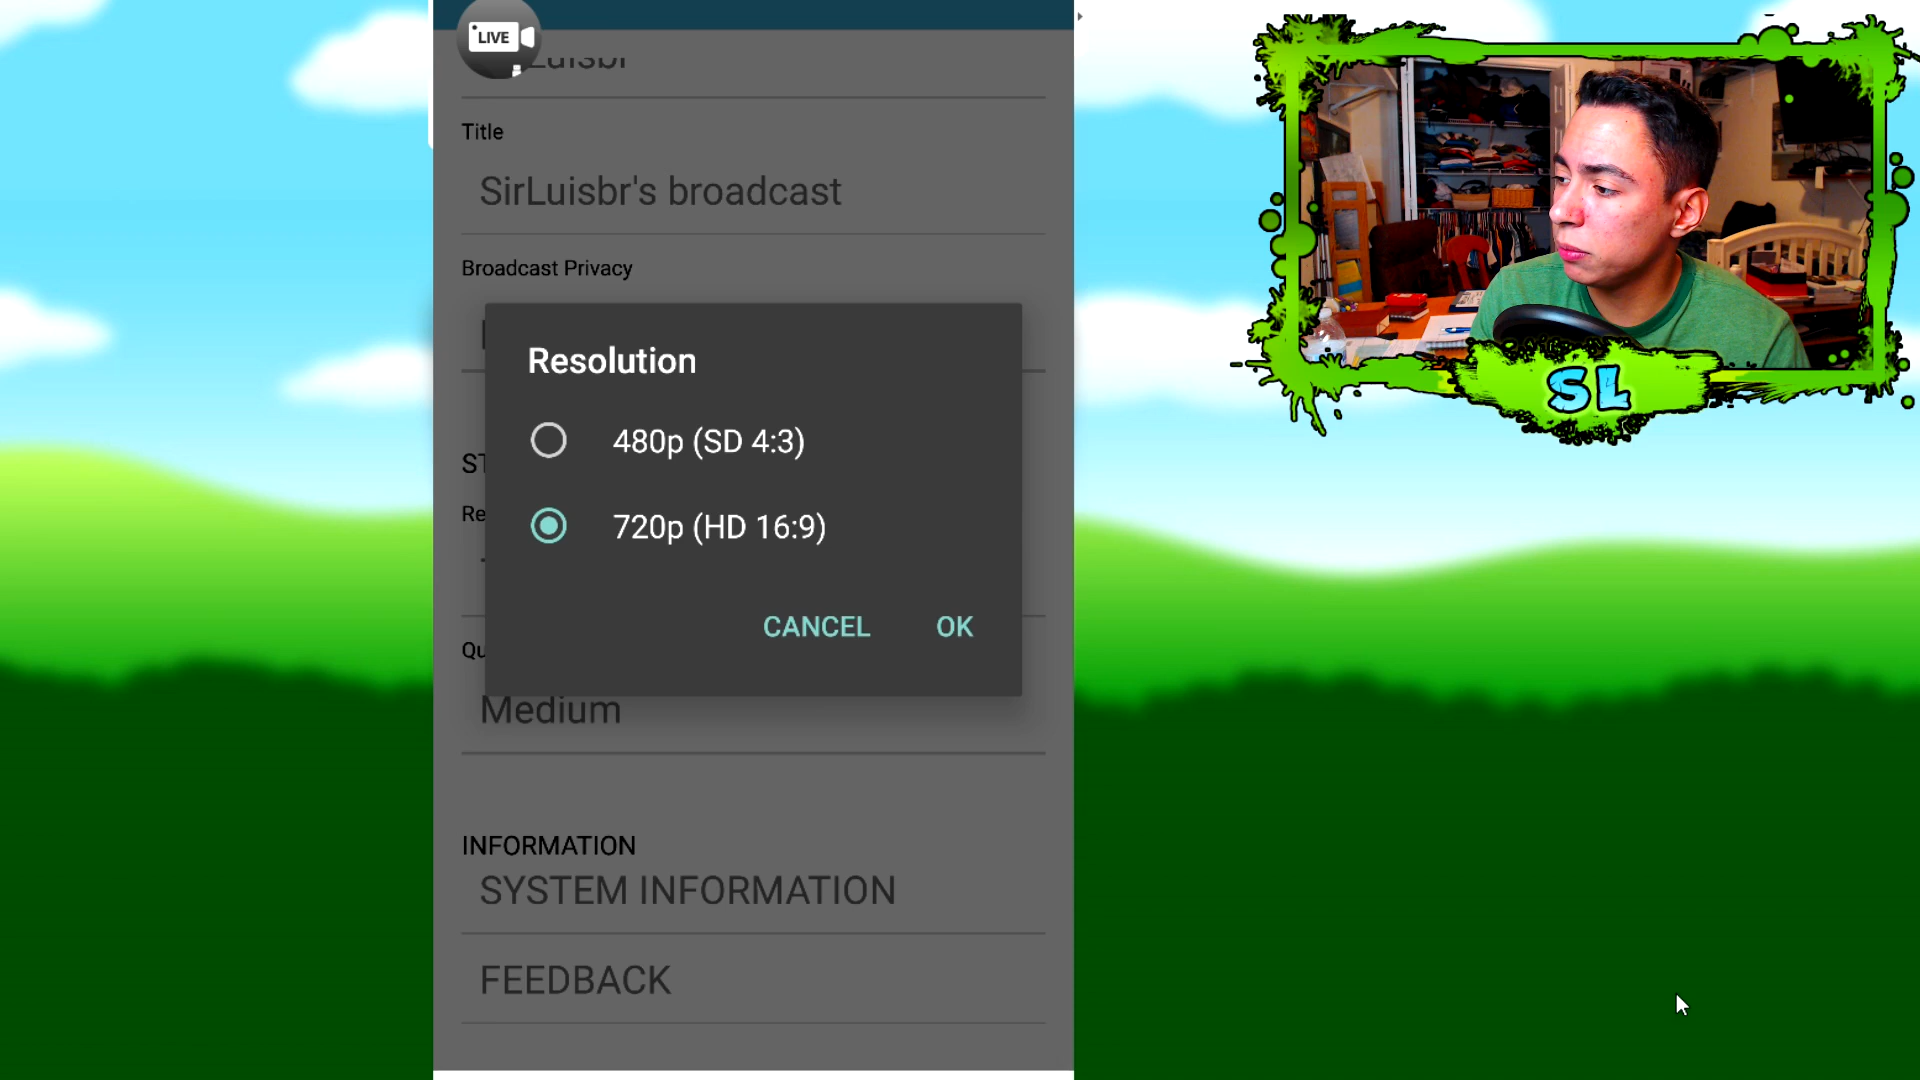 LIVE
Title
SirLuisbr's broadcast
Broadcast Privacy
Resolution
480p (SD 4:3)
720p (HD 16:9)
CANCEL
OK
Medium
INFORMATION
SYSTEM INFORMATION
FEEDBACK
SL